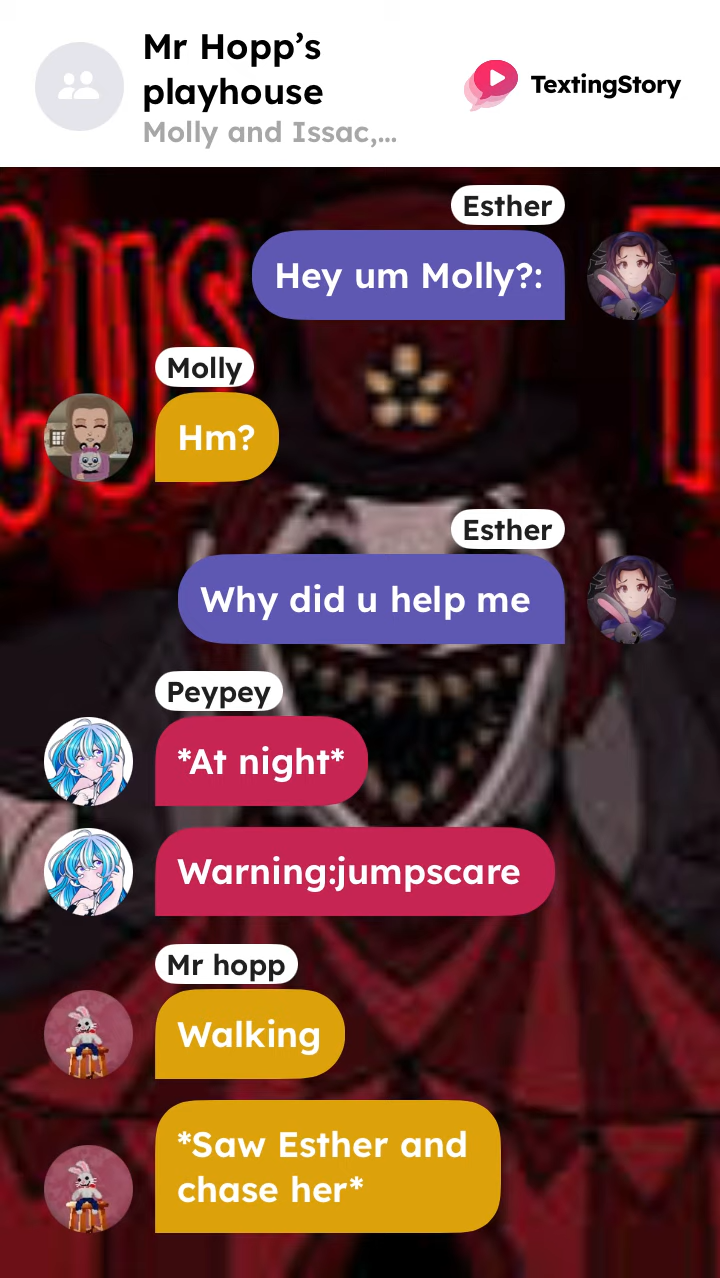 Mr Hopp’s
playhouse
Molly and Issac,...
TextingStory
Esther
Hey um Molly?:
Molly
Hm?
Esther
Why did u help me
Peypey
*At night*
Warning:jumpscare
Mr hopp
Walking
*Saw Esther and
chase her*